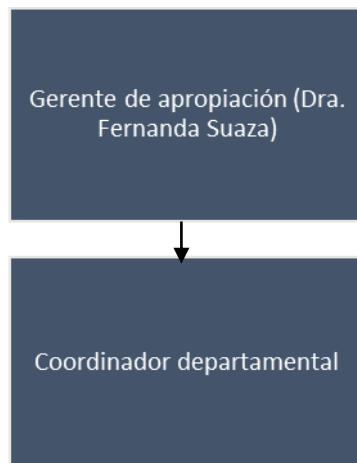 Gerente de apropiación (Dra.
Fernanda Suaza)
Coordinador departamental